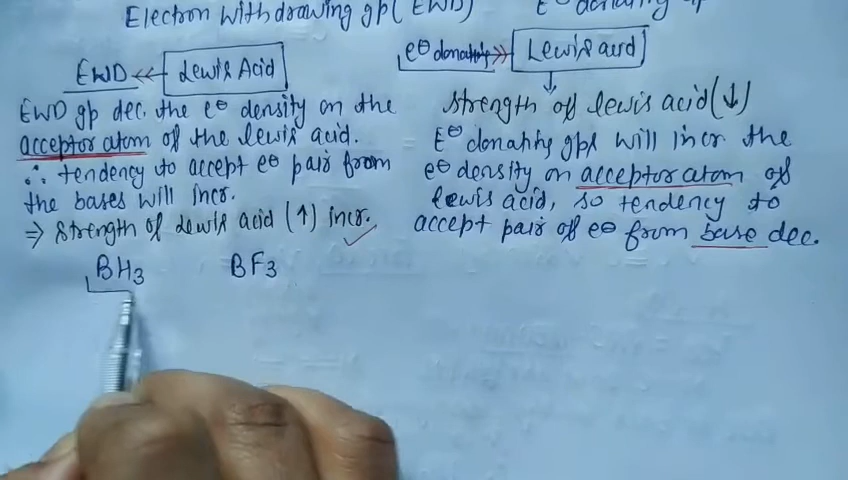 Electron withdrawing gp( EWD)
EWD << Lewis Acid
EWD gp dec. the e⊖ density on the
acceptor atom of the lewis acid.
∴ tendency to accept e⊖ pair from
the bases will incr.
⇒ strength of Lewis acid (↑) incr.
BH3 BF3
e⊖ donating >> Lewis acid
strength of lewis acid (↓)
E⊖ donating gps will incr the
e⊖ density on acceptor atom of
lewis acid, so tendency to
accept pair of e⊖ from base dec.